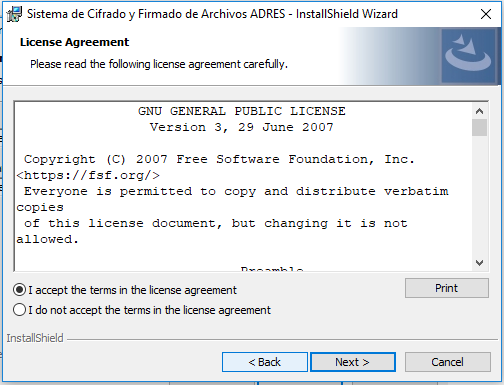 Sistema de Cifrado y Firmado de Archivos ADRES - InstallShield Wizard
License Agreement
Please read the following license agreement carefully.
GNU GENERAL PUBLIC LICENSE
Version 3, 29 June 2007
Copyright (C) 2007 Free Software Foundation, Inc.
<https://fsf.org/>
Everyone is permitted to copy and distribute verbatim
copies
of this license document, but changing it is not
allowed.
Preamble
I accept the terms in the license agreement
Print
I do not accept the terms in the license agreement
InstallShield
< Back
Next >
Cancel